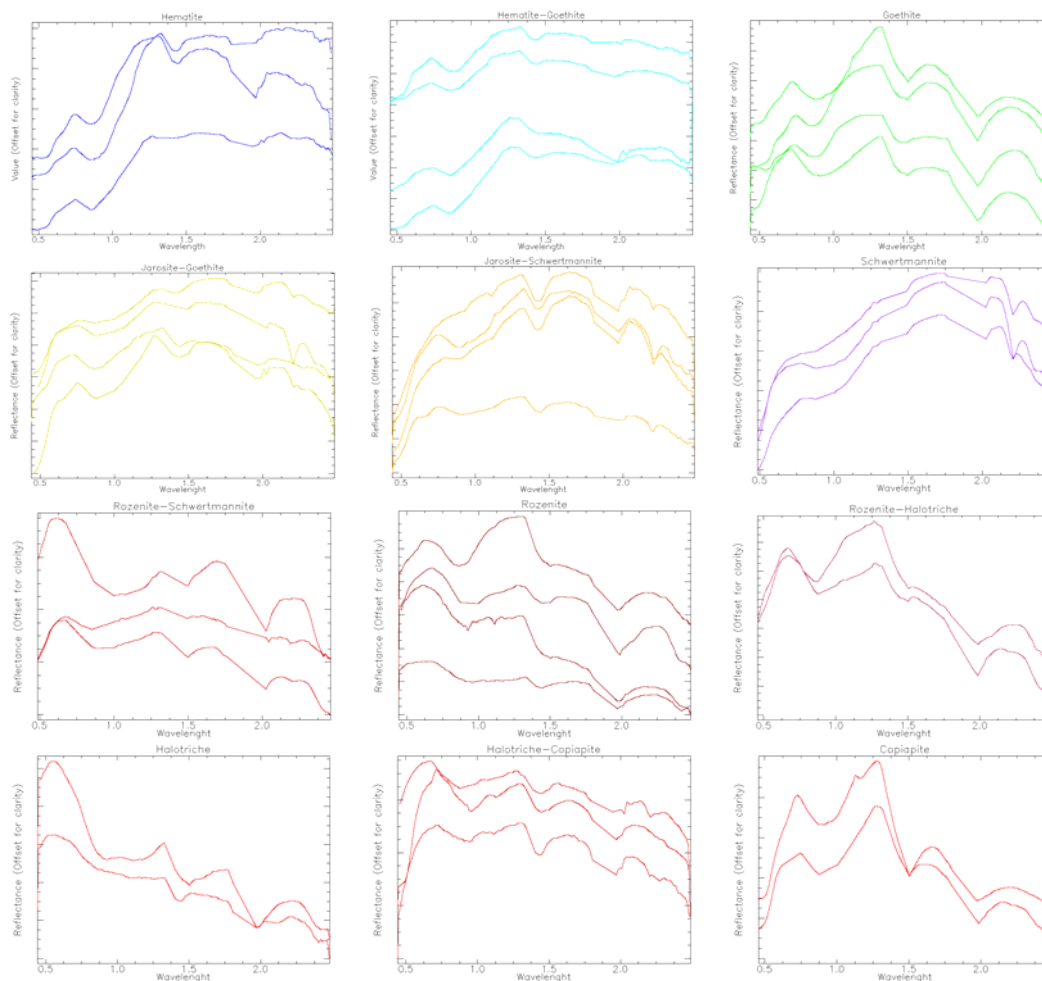 Hematite
Value (Offset for clarity)
0.5 1.0 1.5 2.0
Wavelength
Hematite-Goethite
Value (Offset for clarity)
0.5 1.0 1.5 2.0
Wavelenght
Goethite
Reflectance (Offset for clarity)
0.5 1.0 1.5 2.0
Wavelenght
Jarosite-Goethite
Reflectance (Offset for clarity)
0.5 1.0 1.5 2.0
Wavelenght
Jarosite-Schwertmannite
Reflectance (Offset for clarity)
0.5 1.0 1.5 2.0
Wavelenght
Schwertmannite
Reflectance (Offset for clarity)
0.5 1.0 1.5 2.0
Wavelenght
Rozenite-Schwertmannite
Reflectance (Offset for clarity)
0.5 1.0 1.5 2.0
Wavelenght
Rozenite
Reflectance (Offset for clarity)
0.5 1.0 1.5 2.0
Wavelenght
Rozenite-Halotriche
Reflectance (Offset for clarity)
0.5 1.0 1.5 2.0
Wavelenght
Halotriche
Reflectance (Offset for clarity)
0.5 1.0 1.5 2.0
Wavelenght
Halotriche-Copiapite
Reflectance (Offset for clarity)
0.5 1.0 1.5 2.0
Wavelenght
Copiapite
Reflectance (Offset for clarity)
0.5 1.0 1.5 2.0
Wavelenght